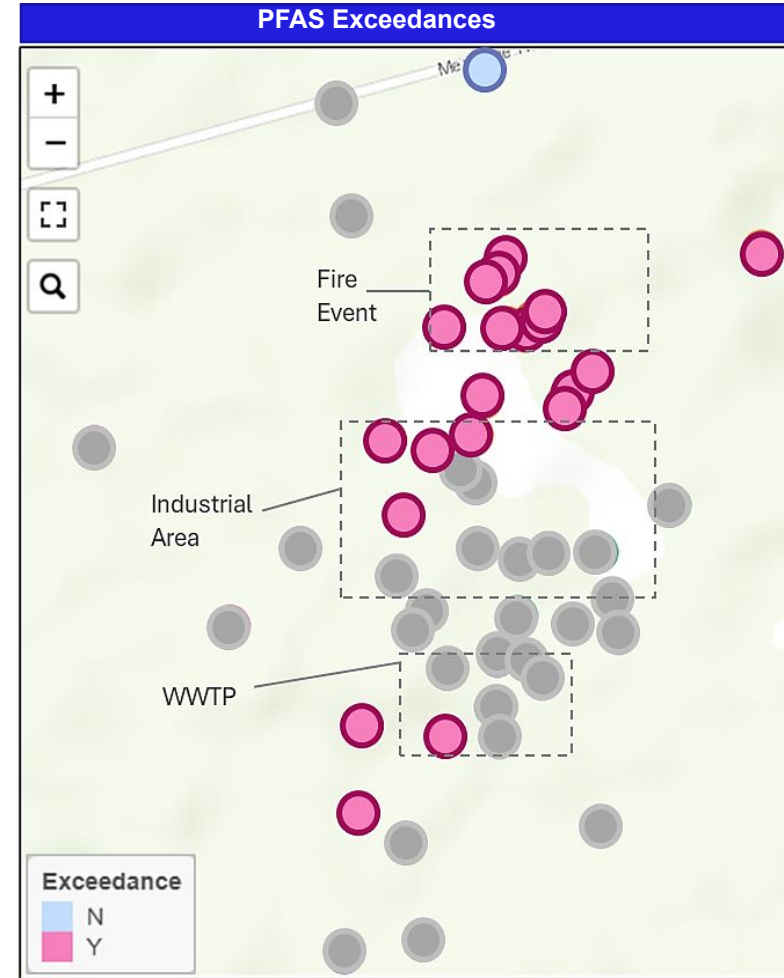 PFAS Exceedances
+
−
Fire
Event
Industrial
Area
WWTP
Exceedance
N
Y